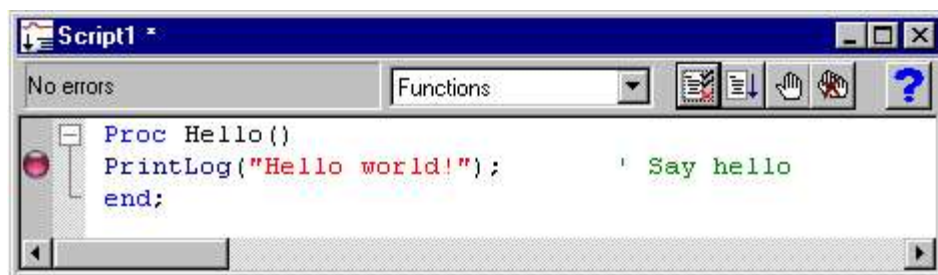 Script1 *
No errors
Functions
?
Proc Hello()
PrintLog("Hello world!"); ' Say hello
end;